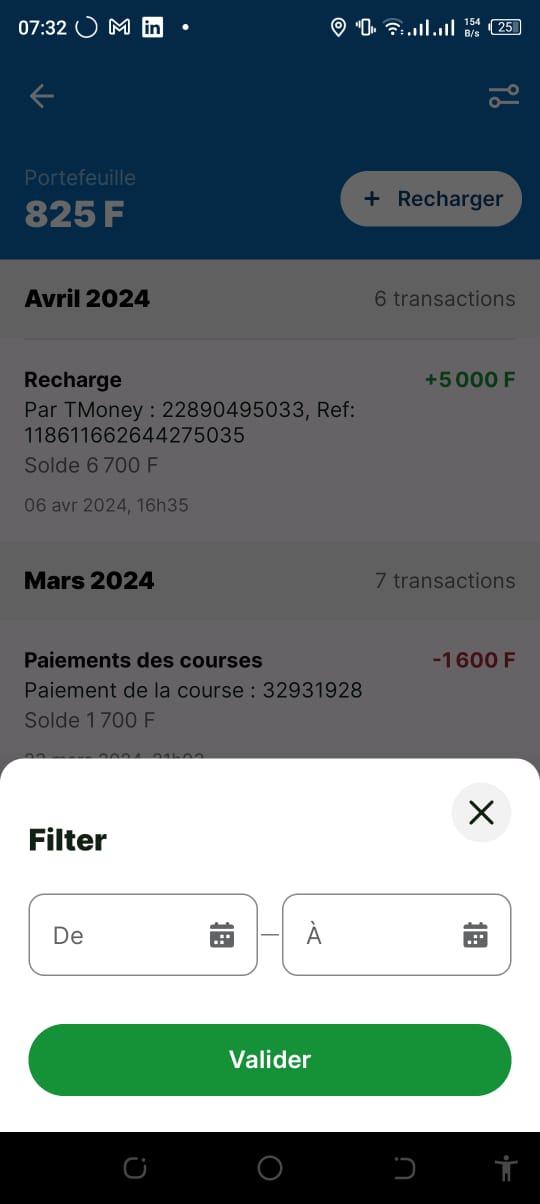 07:32
154
B/s
25
Portefeuille
825 F
+ Recharger
Avril 2024 6 transactions
Recharge +5 000 F
Par TMoney : 22890495033, Ref:
118611662644275035
Solde 6 700 F
06 avr 2024, 16h35
Mars 2024 7 transactions
Paiements des courses -1 600 F
Paiement de la course : 32931928
Solde 1 700 F
Filter
De — À
Valider